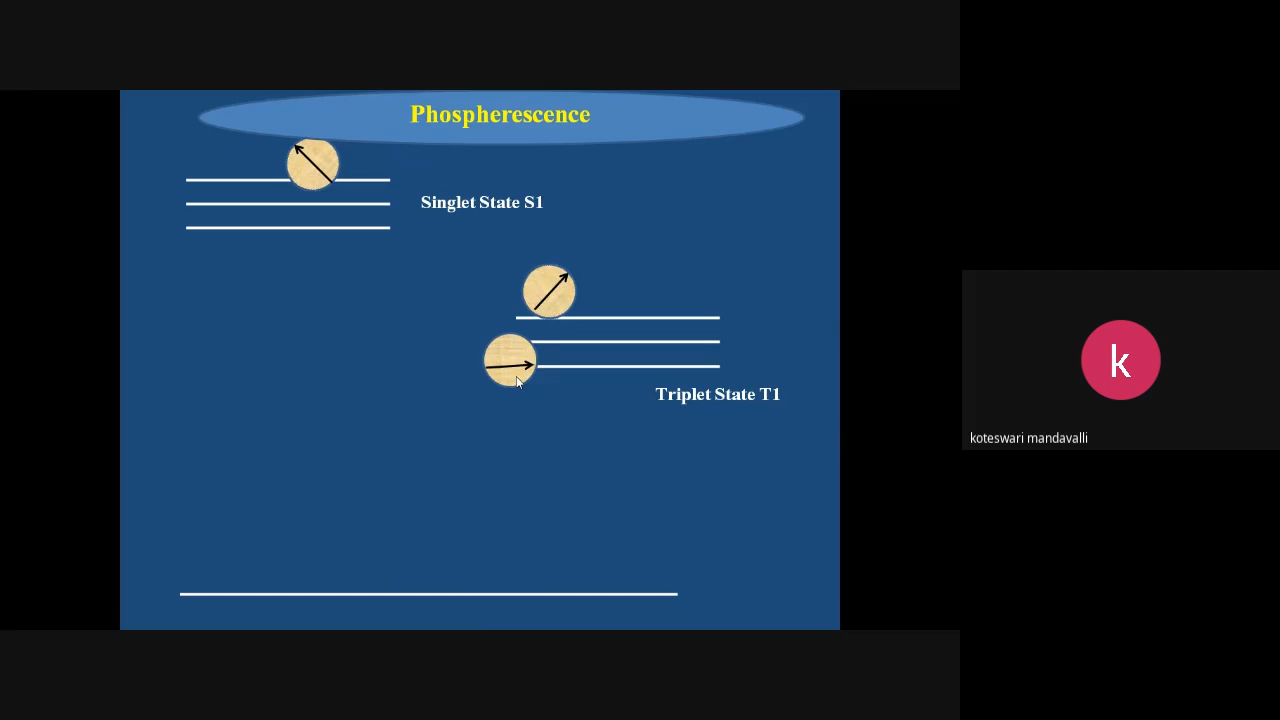 Phospherescence
Singlet State S1
Triplet State T1
k
koteswari mandavalli